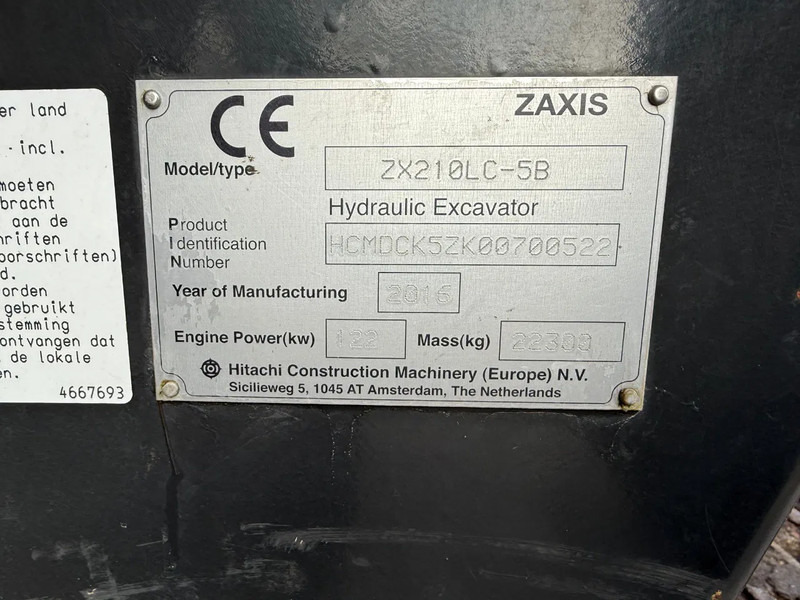 er land
- incl.
moeten
bracht
aan de
hriften
oorschriften)
d.
orden
gebruikt
stemming
ontvangen dat
de lokale
en.
4667693
CE
ZAXIS
Model/type ZX210LC-5B
Hydraulic Excavator
Product
Identification HCMDCK5ZK00700522
Number
Year of Manufacturing 2016
Engine Power(kw) 122 Mass(kg) 22300
Hitachi Construction Machinery (Europe) N.V.
Sicilieweg 5, 1045 AT Amsterdam, The Netherlands